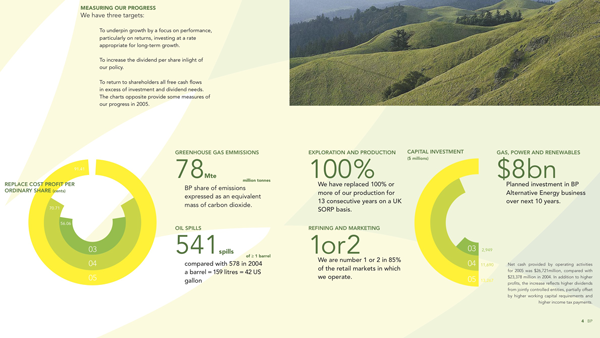 MEASURING OUR PROGRESS
We have three targets:
To underpin growth by a focus on performance,
particularly on returns, investing at a rate
appropriate for long-term growth.
To increase the dividend per share inlight of
our policy.
To return to shareholders all free cash flows
in excess of investment and dividend needs.
The charts opposite provide some measures of
our progress in 2005.
REPLACE COST PROFIT PER
ORDINARY SHARE (cents)
03
04
05
GREENHOUSE GAS EMMISSIONS
78 Mte
million tonnes
BP share of emissions
expressed as an equivalent
mass of carbon dioxide.
OIL SPILLS
541 spills
of ≥ 1 barrel
compared with 578 in 2004
a barrel = 159 litres = 42 US
gallon
EXPLORATION AND PRODUCTION
100%
We have replaced 100% or
more of our production for
13 consecutive years on a UK
SORP basis.
REFINING AND MARKETING
1or2
We are number 1 or 2 in 85%
of the retail markets in which
we operate.
CAPITAL INVESTMENT
($ millions)
03
04
05
GAS, POWER AND RENEWABLES
$8bn
Planned investment in BP
Alternative Energy business
over next 10 years.
Net cash provided by operating activities
for 2005 was $26,721million, compared with
$23,378 million in 2004. In addition to higher
profits, the increase reflects higher dividends
from jointly controlled entities, partially offset
by higher working capital requirements and
higher income tax payments.
4 BP